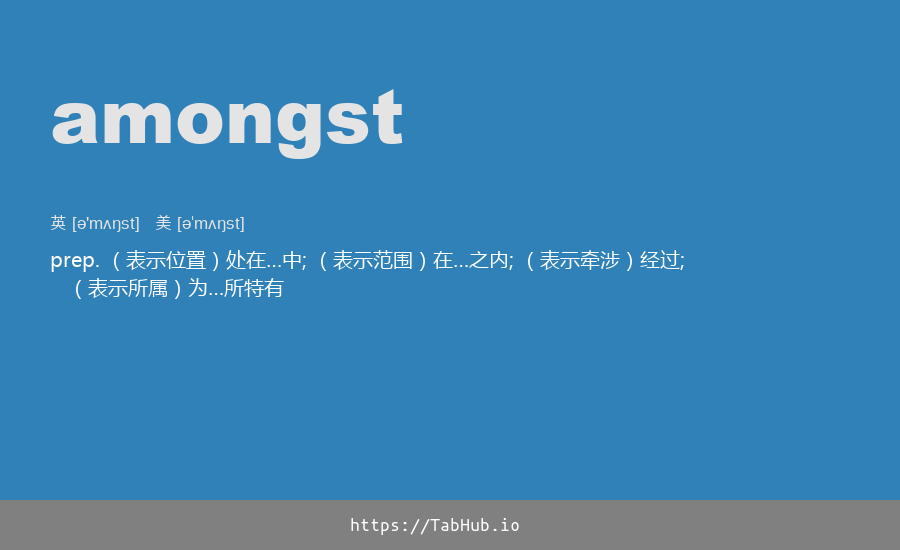 amongst
英 [ə'mʌŋst] 美 [ə'mʌŋst]
prep. （表示位置）处在…中; （表示范围）在…之内; （表示牵涉）经过;
（表示所属）为…所特有
https://TabHub.io